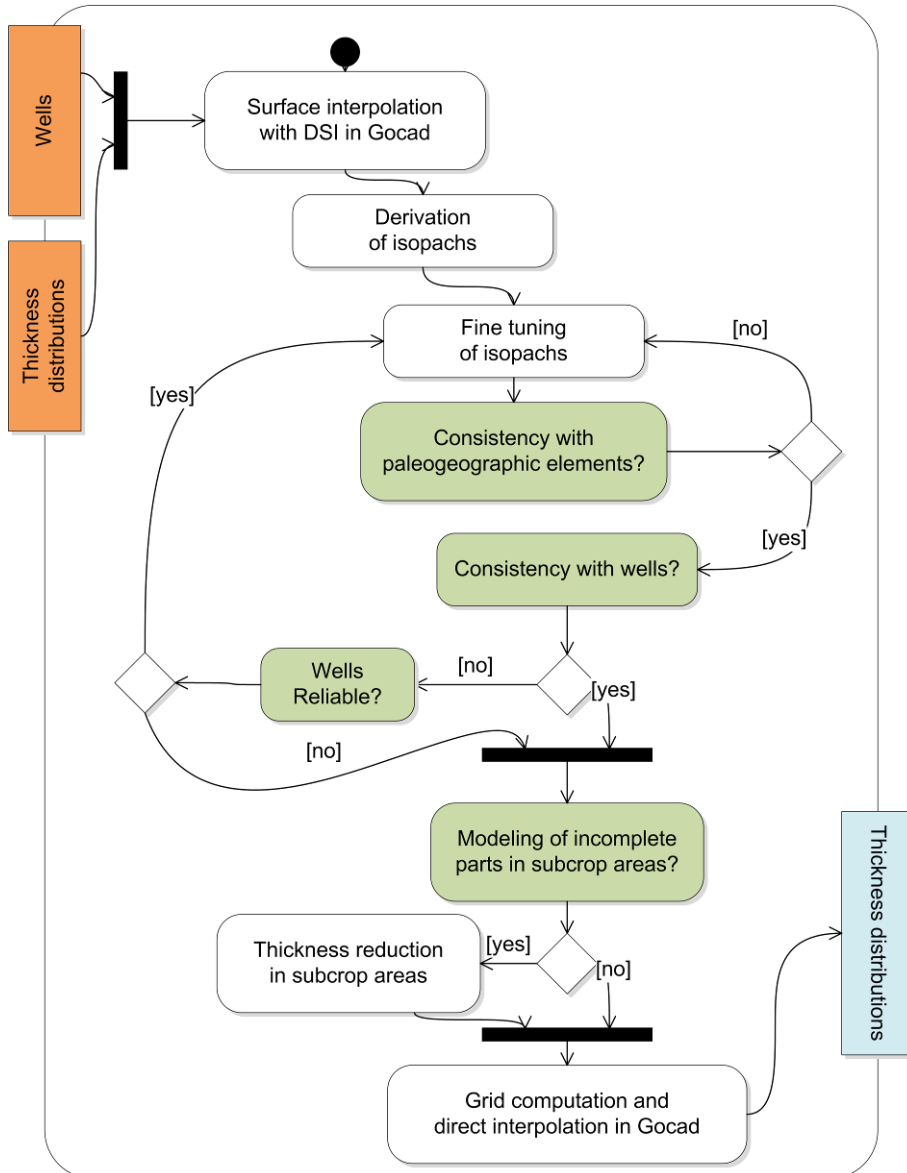 Wells
Thickness
distributions
Surface interpolation
with DSI in Gocad
Derivation
of isopachs
Fine tuning
of isopachs
[no]
[yes]
Consistency with
paleogeographic elements?
[yes]
Consistency with wells?
Wells
Reliable?
[no]
[yes]
[no]
Modeling of incomplete
parts in subcrop areas?
Thickness distributions
Thickness reduction
in subcrop areas
[yes]
[no]
Grid computation and
direct interpolation in Gocad